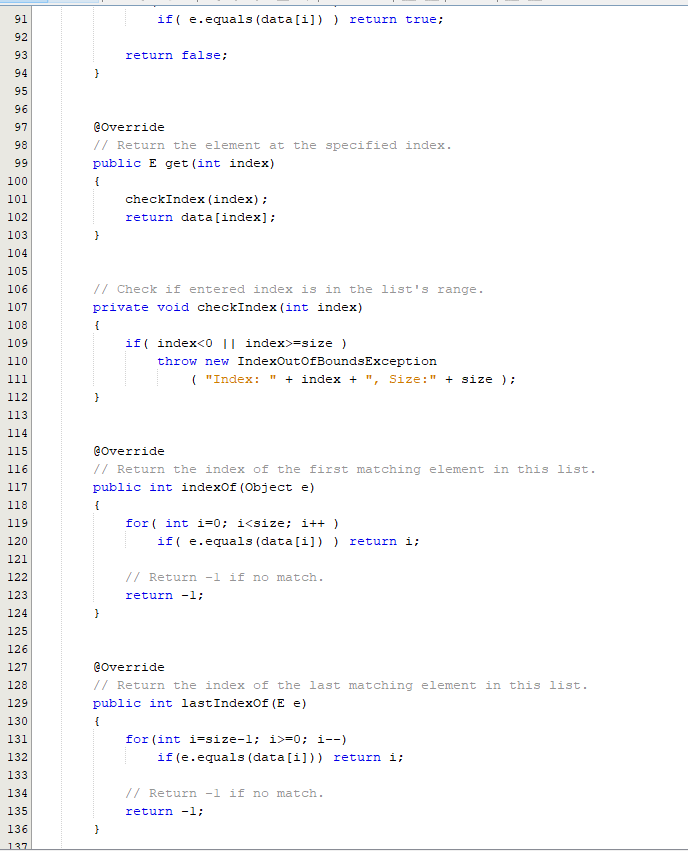 91 if( e.equals(data[i]) ) return true;
92
93 return false;
94 }
95
96
97 @Override
98 // Return the element at the specified index.
99 public E get(int index)
100 {
101 checkIndex(index);
102 return data[index];
103 }
104
105
106 // Check if entered index is in the list's range.
107 private void checkIndex(int index)
108 {
109 if( index<0 || index>=size )
110 throw new IndexOutOfBoundsException
111 ( "Index: " + index + ", Size:" + size );
112 }
113
114
115 @Override
116 // Return the index of the first matching element in this list.
117 public int indexOf(Object e)
118 {
119 for( int i=0; i<size; i++ )
120 if( e.equals(data[i]) ) return i;
121
122 // Return -1 if no match.
123 return -1;
124 }
125
126
127 @Override
128 // Return the index of the last matching element in this list.
129 public int lastIndexOf(E e)
130 {
131 for(int i=size-1; i>=0; i--)
132 if(e.equals(data[i])) return i;
133
134 // Return -1 if no match.
135 return -1;
136 }
137